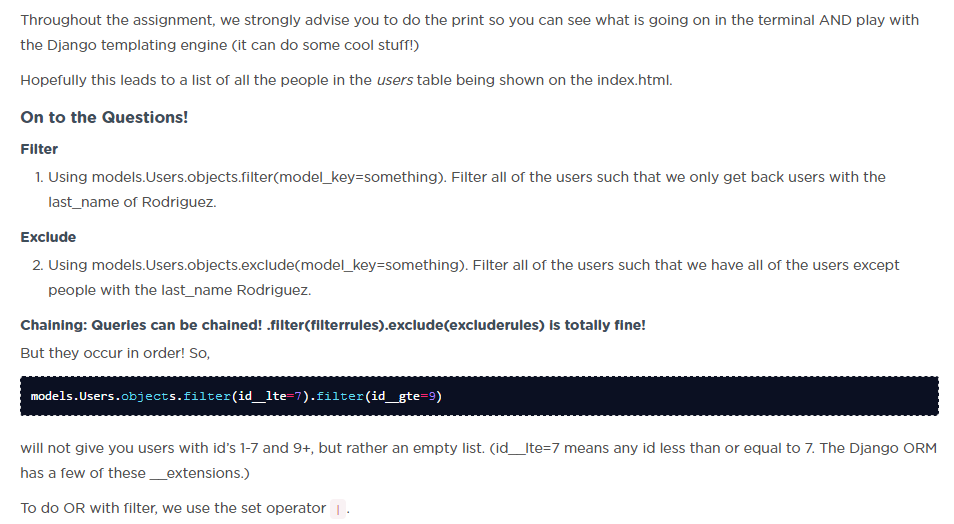 Throughout the assignment, we strongly advise you to do the print so you can see what is going on in the terminal AND play with
the Django templating engine (it can do some cool stuff!)
Hopefully this leads to a list of all the people in the users table being shown on the index.html.
On to the Questions!
Filter
1. Using models.Users.objects.filter(model_key=something). Filter all of the users such that we only get back users with the
last_name of Rodriguez.
Exclude
2. Using models.Users.objects.exclude(model_key=something). Filter all of the users such that we have all of the users except
people with the last_name Rodriguez.
Chaining: Queries can be chained! .filter(filterrules).exclude(excluderules) is totally fine!
But they occur in order! So,
models.Users.objects.filter(id__lte=7).filter(id__gte=9)
will not give you users with id’s 1-7 and 9+, but rather an empty list. (id__lte=7 means any id less than or equal to 7. The Django ORM
has a few of these __extensions.)
To do OR with filter, we use the set operator | .